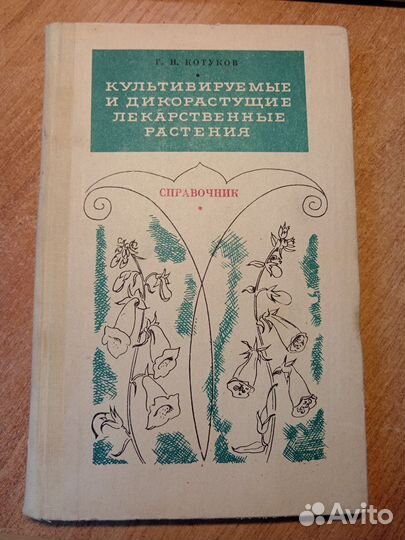 Г. Н. КОТУКОВ
КУЛЬТИВИРУЕМЫЕ
И ДИКОРАСТУЩИЕ
ЛЕКАРСТВЕННЫЕ
РАСТЕНИЯ
СПРАВОЧНИК
Avito